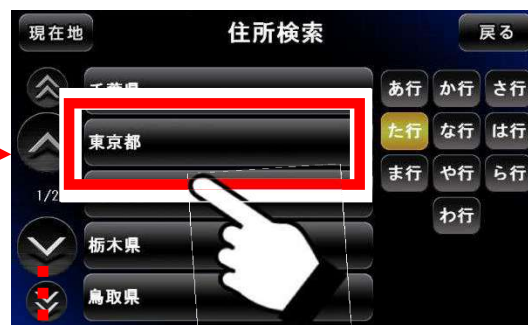 現在地 住所検索 戻る
千葉県 あ行 か行 さ行
東京都 た行 な行 は行
ま行 や行 ら行
1/2 わ行
栃木県
鳥取県